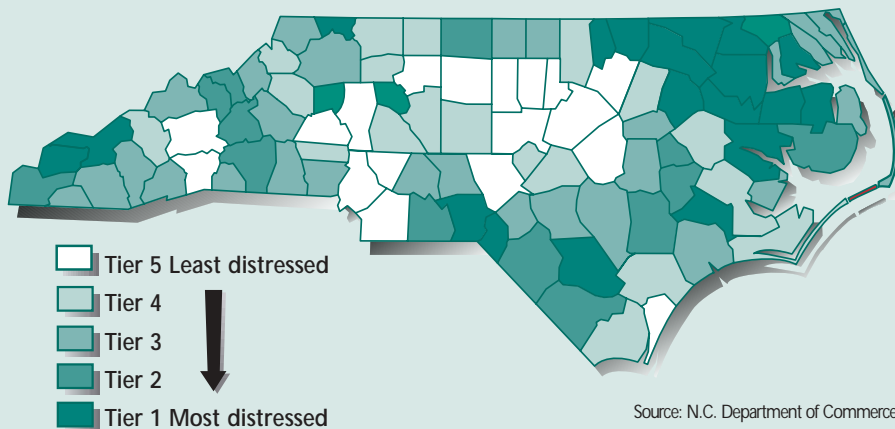 Tier 5 Least distressed
Tier 4
Tier 3
Tier 2
Tier 1 Most distressed
Source: N.C. Department of Commerce